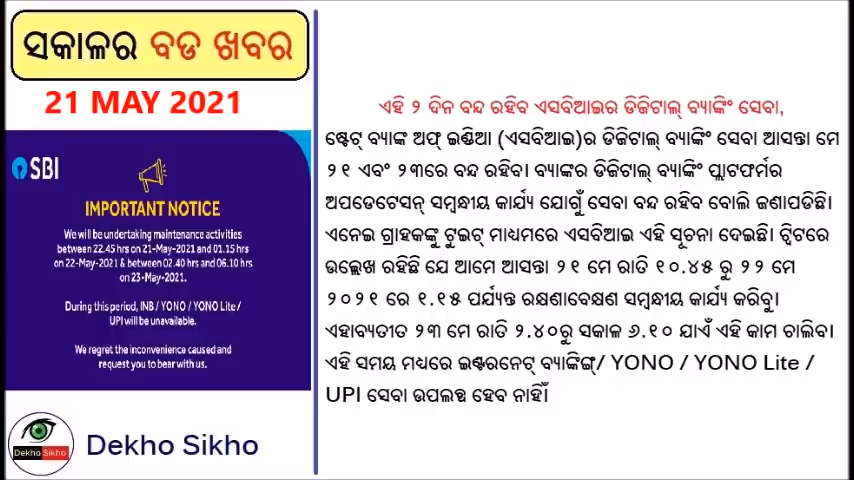 ସକାଳର ବଡ ଖବର
21 MAY 2021
SBI
IMPORTANT NOTICE
We will be undertaking maintenance activities
between 22.45 hrs on 21-May-2021 and 01.15 hrs
on 22-May-2021 & between 02.40 hrs and 06.10 hrs
on 23-May-2021.
During this period, INB / YONO / YONO Lite /
UPI will be unavailable.
We regret the inconvenience caused and
request you to bear with us.
Dekho Sikho
Dekho Sikho
ଏହି ୨ ଦିନ ବନ୍ଦ ରହିବ ଏସବିଆଇର ଡିଜିଟାଲ୍ ବ୍ୟାଙ୍କିଂ ସେବା,
ଷ୍ଟେଟ୍ ବ୍ୟାଙ୍କ ଅଫ୍ ଇଣ୍ଡିଆ (ଏସବିଆଇ)ର ଡିଜିଟାଲ୍ ବ୍ୟାଙ୍କିଂ ସେବା ଆସନ୍ତା ମେ
୨୧ ଏବଂ ୨୩ରେ ବନ୍ଦ ରହିବ। ବ୍ୟାଙ୍କର ଡିଜିଟାଲ୍ ବ୍ୟାଙ୍କିଂ ପ୍ଲାଟଫର୍ମର
ଅପଡେଟେସନ୍ ସମ୍ବନ୍ଧୀୟ କାର୍ଯ୍ୟ ଯୋଗୁଁ ସେବା ବନ୍ଦ ରହିବ ବୋଲି ଜଣାପଡିଛି।
ଏନେଇ ଗ୍ରାହକଙ୍କୁ ଟୁଇଟ୍ ମାଧ୍ୟମରେ ଏସବିଆଇ ଏହି ସୂଚନା ଦେଇଛି। ଟ୍ବିଟରେ
ଉଲ୍ଲେଖ ରହିଛି ଯେ ଆମେ ଆସନ୍ତା ୨୧ ମେ ରାତି ୧୦.୪୫ ରୁ ୨୨ ମେ
୨୦୨୧ ରେ ୧.୧୫ ପର୍ଯ୍ୟନ୍ତ ରକ୍ଷଣାବେକ୍ଷଣ ସମ୍ବନ୍ଧୀୟ କାର୍ଯ୍ୟ କରିବୁ।
ଏହାବ୍ୟତୀତ ୨୩ ମେ ରାତି ୨.୪୦ରୁ ସକାଳ ୬.୧୦ ଯାଏଁ ଏହି କାମ ଚାଲିବ।
ଏହି ସମୟ ମଧ୍ୟରେ ଇଣ୍ଟରନେଟ୍ ବ୍ୟାଙ୍କିଙ୍ଗ୍/ YONO / YONO Lite /
UPI ସେବା ଉପଲବ୍ଧ ହେବ ନାହିଁ।